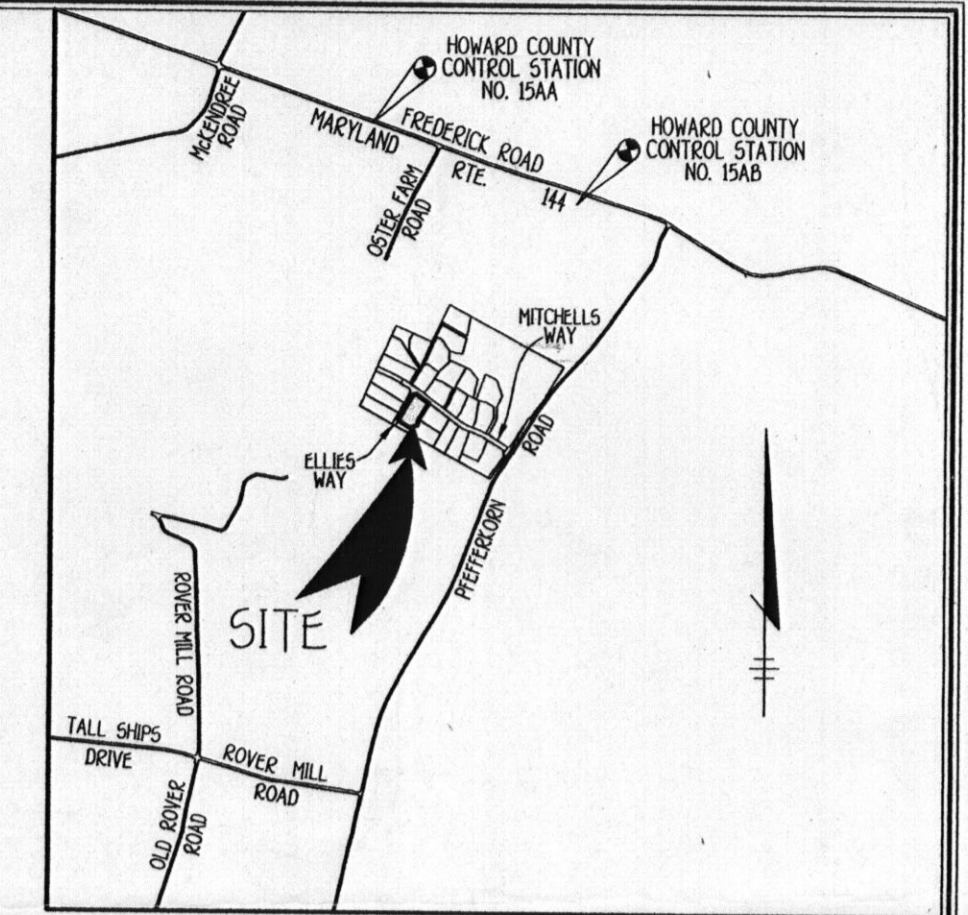 HOWARD COUNTY
CONTROL STATION
NO. 15AA
McKENDREE
ROAD
MARYLAND
FREDERICK ROAD
RTE.
144
HOWARD COUNTY
CONTROL STATION
NO. 15AB
OSTER FARM
ROAD
MITCHELLS
WAY
ELLIES
WAY
ROAD
PFEFFERKORN
SITE
ROVER MILL ROAD
TALL SHIPS
DRIVE
ROVER MILL
ROAD
OLD ROVER
ROAD